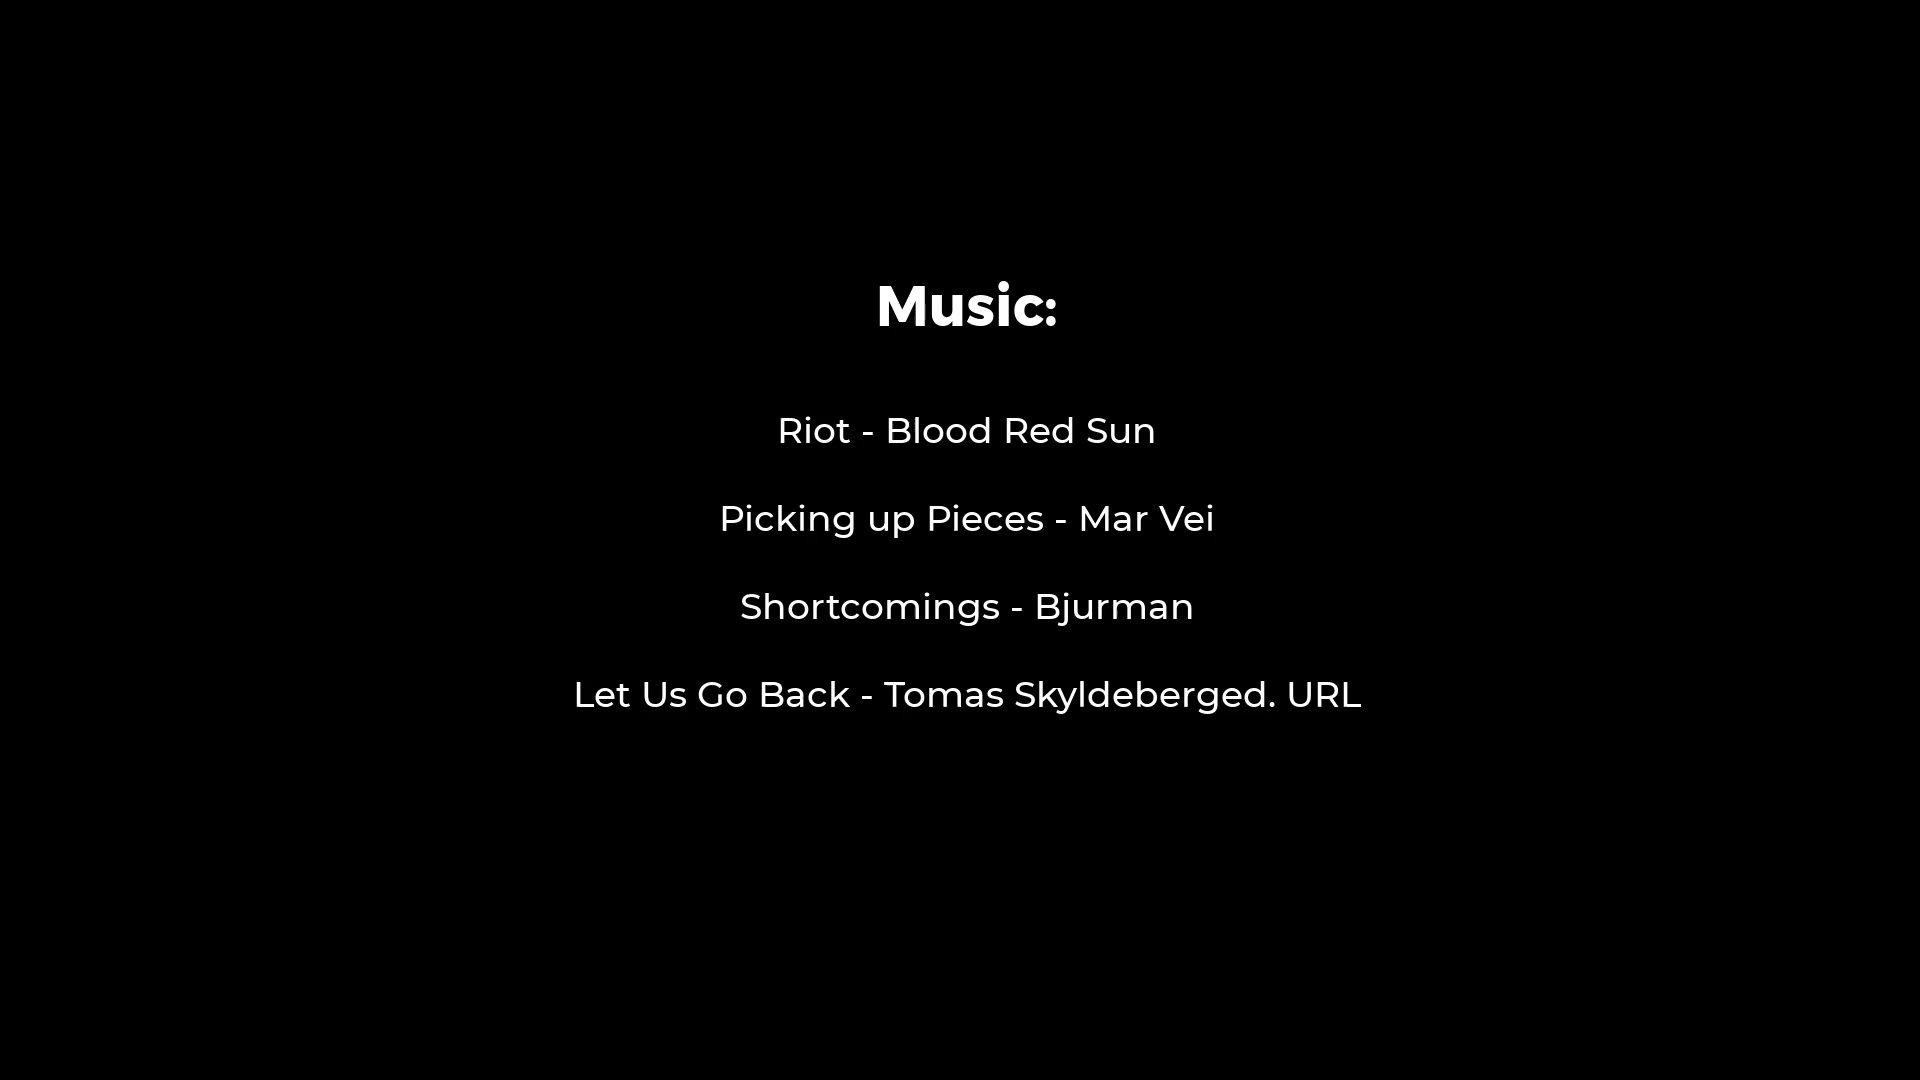 Music:
Riot - Blood Red Sun
Picking up Pieces - Mar Vei
Shortcomings - Bjurman
Let Us Go Back - Tomas Skyldeberged. URL